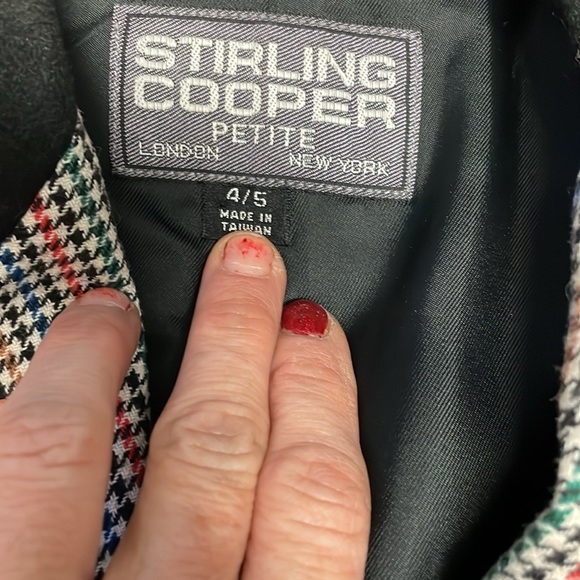 STIRLING
COOPER
PETITE
LONDON NEW YORK
4/5
MADE IN
TAIWAN